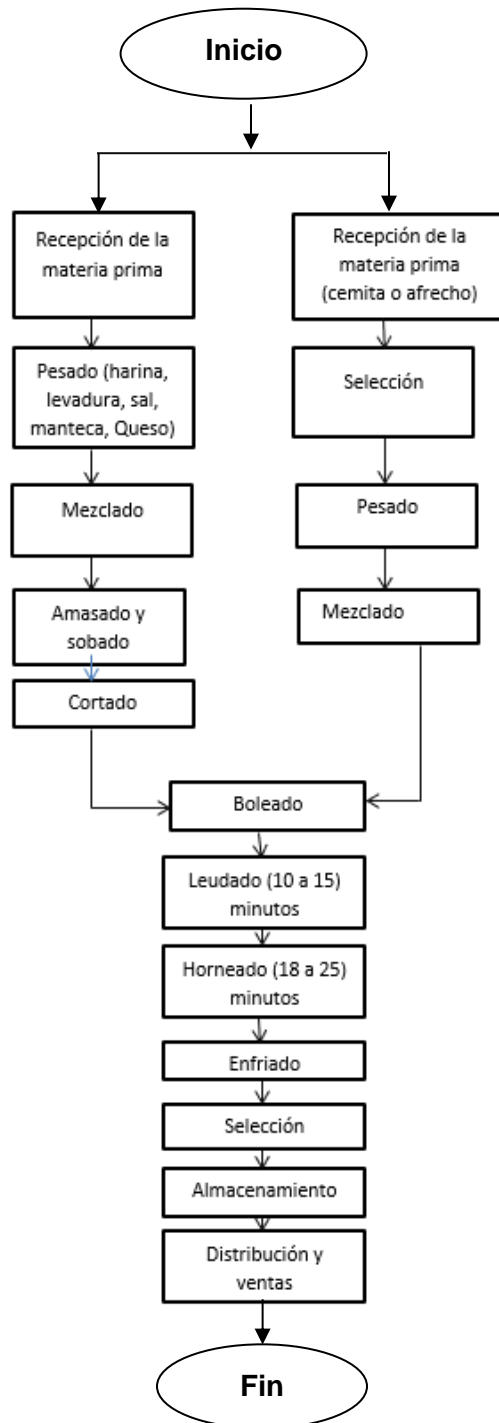 Inicio
Recepción de la
materia prima
Pesado (harina,
levadura, sal,
manteca, Queso)
Mezclado
Amasado y
sobado
Cortado
Recepción de la
materia prima
(cemita o afrecho)
Selección
Pesado
Mezclado
Boleado
Leudado (10 a 15)
minutos
Horneado (18 a 25)
minutos
Enfriado
Selección
Almacenamiento
Distribución y
ventas
Fin